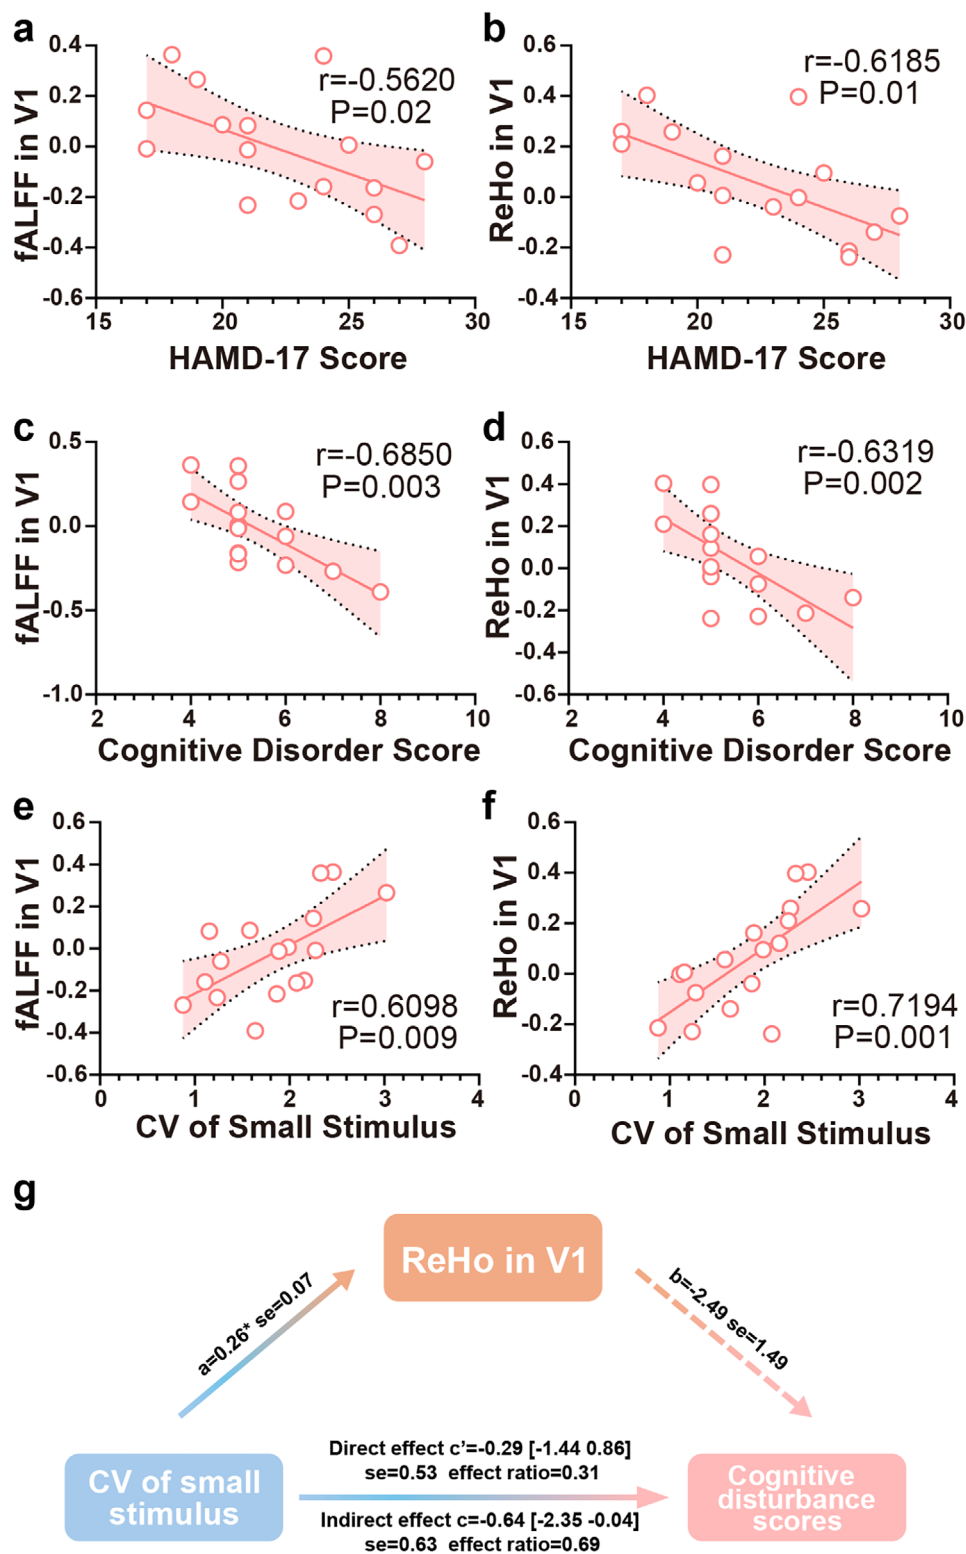 a
fALFF in V1
0.4
0.2
0.0
-0.2
-0.4
-0.6
r=-0.5620
P=0.02
15
20
25
30
HAMD-17 Score
b
ReHo in V1
0.6
0.4
0.2
0.0
-0.2
-0.4
r=-0.6185
P=0.01
15
20
25
30
HAMD-17 Score
c
fALFF in V1
0.5
0.0
-0.5
-1.0
r=-0.6850
P=0.003
2
4
6
8
10
Cognitive Disorder Score
d
ReHo in V1
0.6
0.4
0.2
0.0
-0.2
-0.4
-0.6
r=-0.6319
P=0.002
2
4
6
8
10
Cognitive Disorder Score
e
fALFF in V1
0.6
0.4
0.2
0.0
-0.2
-0.4
-0.6
r=0.6098
P=0.009
0
1
2
3
4
CV of Small Stimulus
f
ReHo in V1
0.6
0.4
0.2
0.0
-0.2
-0.4
r=0.7194
P=0.001
0
1
2
3
4
CV of Small Stimulus
g
ReHo in V1
a=0.26* se=0.07
b=-2.49 se=1.49
CV of small
stimulus
Direct effect c'=-0.29 [-1.44 0.86]
se=0.53 effect ratio=0.31
Indirect effect c=-0.64 [-2.35 -0.04]
se=0.63 effect ratio=0.69
Cognitive
disturbance
scores